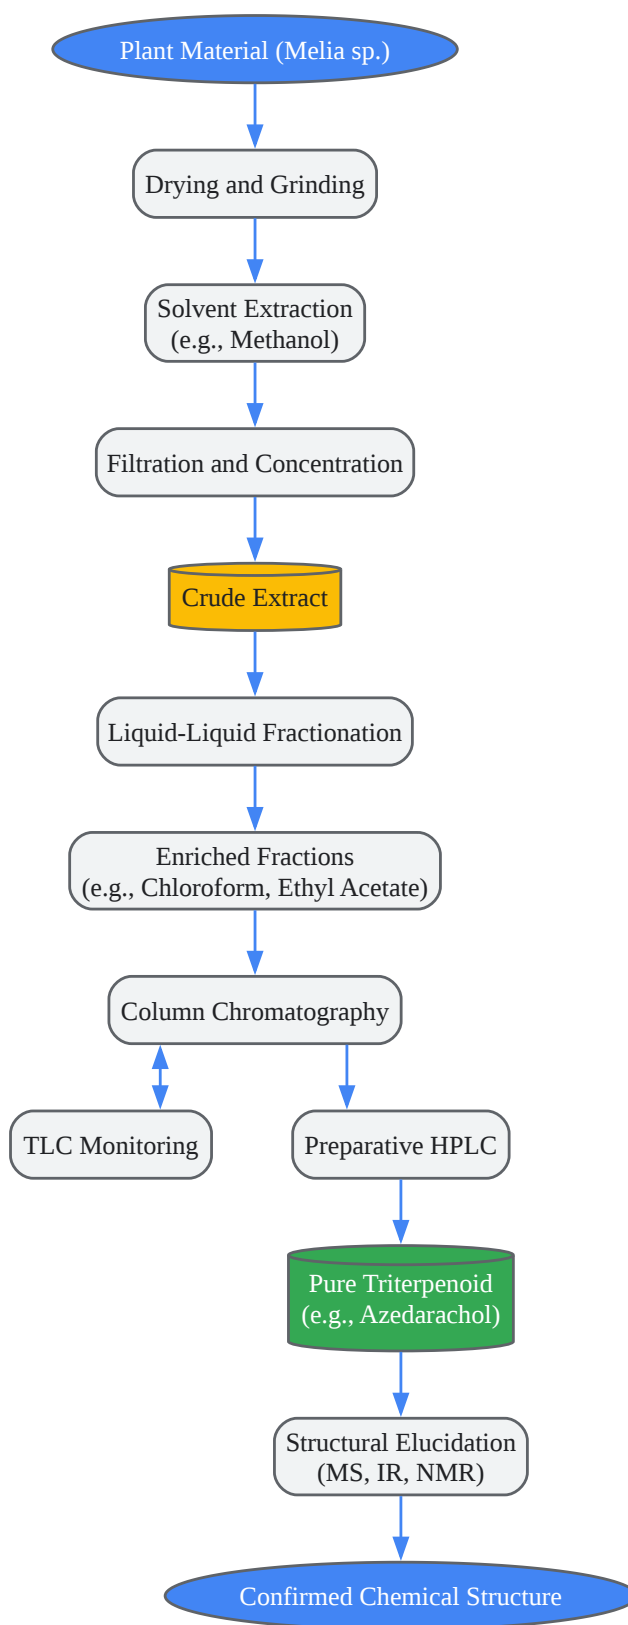 Plant Material (Melia sp.)
Drying and Grinding
Solvent Extraction
(e.g., Methanol)
Filtration and Concentration
Crude Extract
Liquid-Liquid Fractionation
Enriched Fractions
(e.g., Chloroform, Ethyl Acetate)
Column Chromatography
TLC Monitoring
Preparative HPLC
Pure Triterpenoid
(e.g., Azedarachol)
Structural Elucidation
(MS, IR, NMR)
Confirmed Chemical Structure